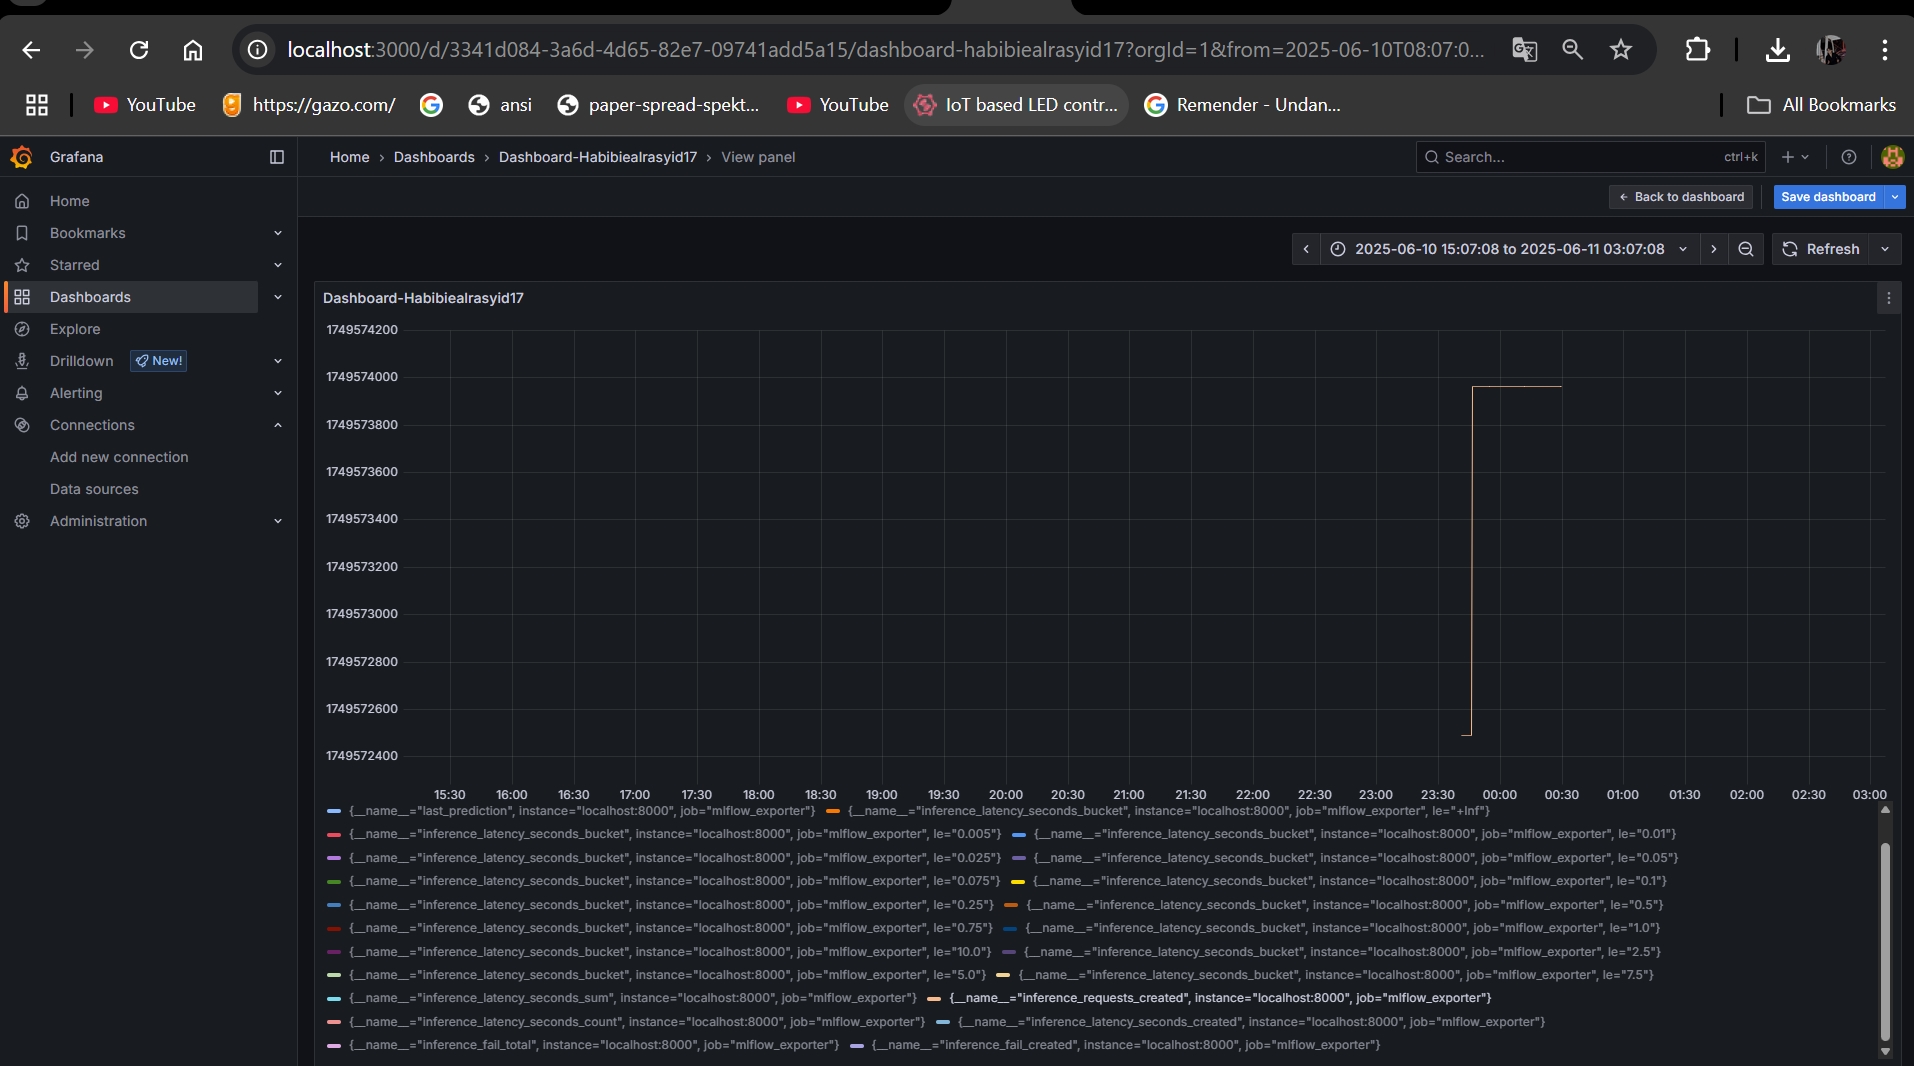 localhost:3000/d/3341d084-3a6d-4d65-82e7-09741add5a15/dashboard-habibiealrasyid17?orgId=1&from=2025-06-10T08:07:0...
YouTube https://gazo.com/ ansi paper-spread-spekt... YouTube IoT based LED contr... Remender - Undan... All Bookmarks
Grafana Home › Dashboards › Dashboard-Habibiealrasyid17 › View panel Search... ctrl+k
Back to dashboard Save dashboard
Home
Bookmarks
Starred
Dashboards
Explore
Drilldown New!
Alerting
Connections
Add new connection
Data sources
Administration
2025-06-10 15:07:08 to 2025-06-11 03:07:08 Refresh
Dashboard-Habibiealrasyid17
1749574200
1749574000
1749573800
1749573600
1749573400
1749573200
1749573000
1749572800
1749572600
1749572400
15:30 16:00 16:30 17:00 17:30 18:00 18:30 19:00 19:30 20:00 20:30 21:00 21:30 22:00 22:30 23:00 23:30 00:00 00:30 01:00 01:30 02:00 02:30 03:00
{__name__="last_prediction", instance="localhost:8000", job="mlflow_exporter"} {__name__="inference_latency_seconds_bucket", instance="localhost:8000", job="mlflow_exporter", le="+Inf"}
{__name__="inference_latency_seconds_bucket", instance="localhost:8000", job="mlflow_exporter", le="0.005"} {__name__="inference_latency_seconds_bucket", instance="localhost:8000", job="mlflow_exporter", le="0.01"}
{__name__="inference_latency_seconds_bucket", instance="localhost:8000", job="mlflow_exporter", le="0.025"} {__name__="inference_latency_seconds_bucket", instance="localhost:8000", job="mlflow_exporter", le="0.05"}
{__name__="inference_latency_seconds_bucket", instance="localhost:8000", job="mlflow_exporter", le="0.075"} {__name__="inference_latency_seconds_bucket", instance="localhost:8000", job="mlflow_exporter", le="0.1"}
{__name__="inference_latency_seconds_bucket", instance="localhost:8000", job="mlflow_exporter", le="0.25"} {__name__="inference_latency_seconds_bucket", instance="localhost:8000", job="mlflow_exporter", le="0.5"}
{__name__="inference_latency_seconds_bucket", instance="localhost:8000", job="mlflow_exporter", le="0.75"} {__name__="inference_latency_seconds_bucket", instance="localhost:8000", job="mlflow_exporter", le="1.0"}
{__name__="inference_latency_seconds_bucket", instance="localhost:8000", job="mlflow_exporter", le="10.0"} {__name__="inference_latency_seconds_bucket", instance="localhost:8000", job="mlflow_exporter", le="2.5"}
{__name__="inference_latency_seconds_bucket", instance="localhost:8000", job="mlflow_exporter", le="5.0"} {__name__="inference_latency_seconds_bucket", instance="localhost:8000", job="mlflow_exporter", le="7.5"}
{__name__="inference_latency_seconds_sum", instance="localhost:8000", job="mlflow_exporter"} {__name__="inference_requests_created", instance="localhost:8000", job="mlflow_exporter"}
{__name__="inference_latency_seconds_count", instance="localhost:8000", job="mlflow_exporter"} {__name__="inference_latency_seconds_created", instance="localhost:8000", job="mlflow_exporter"}
{__name__="inference_fail_total", instance="localhost:8000", job="mlflow_exporter"} {__name__="inference_fail_created", instance="localhost:8000", job="mlflow_exporter"}